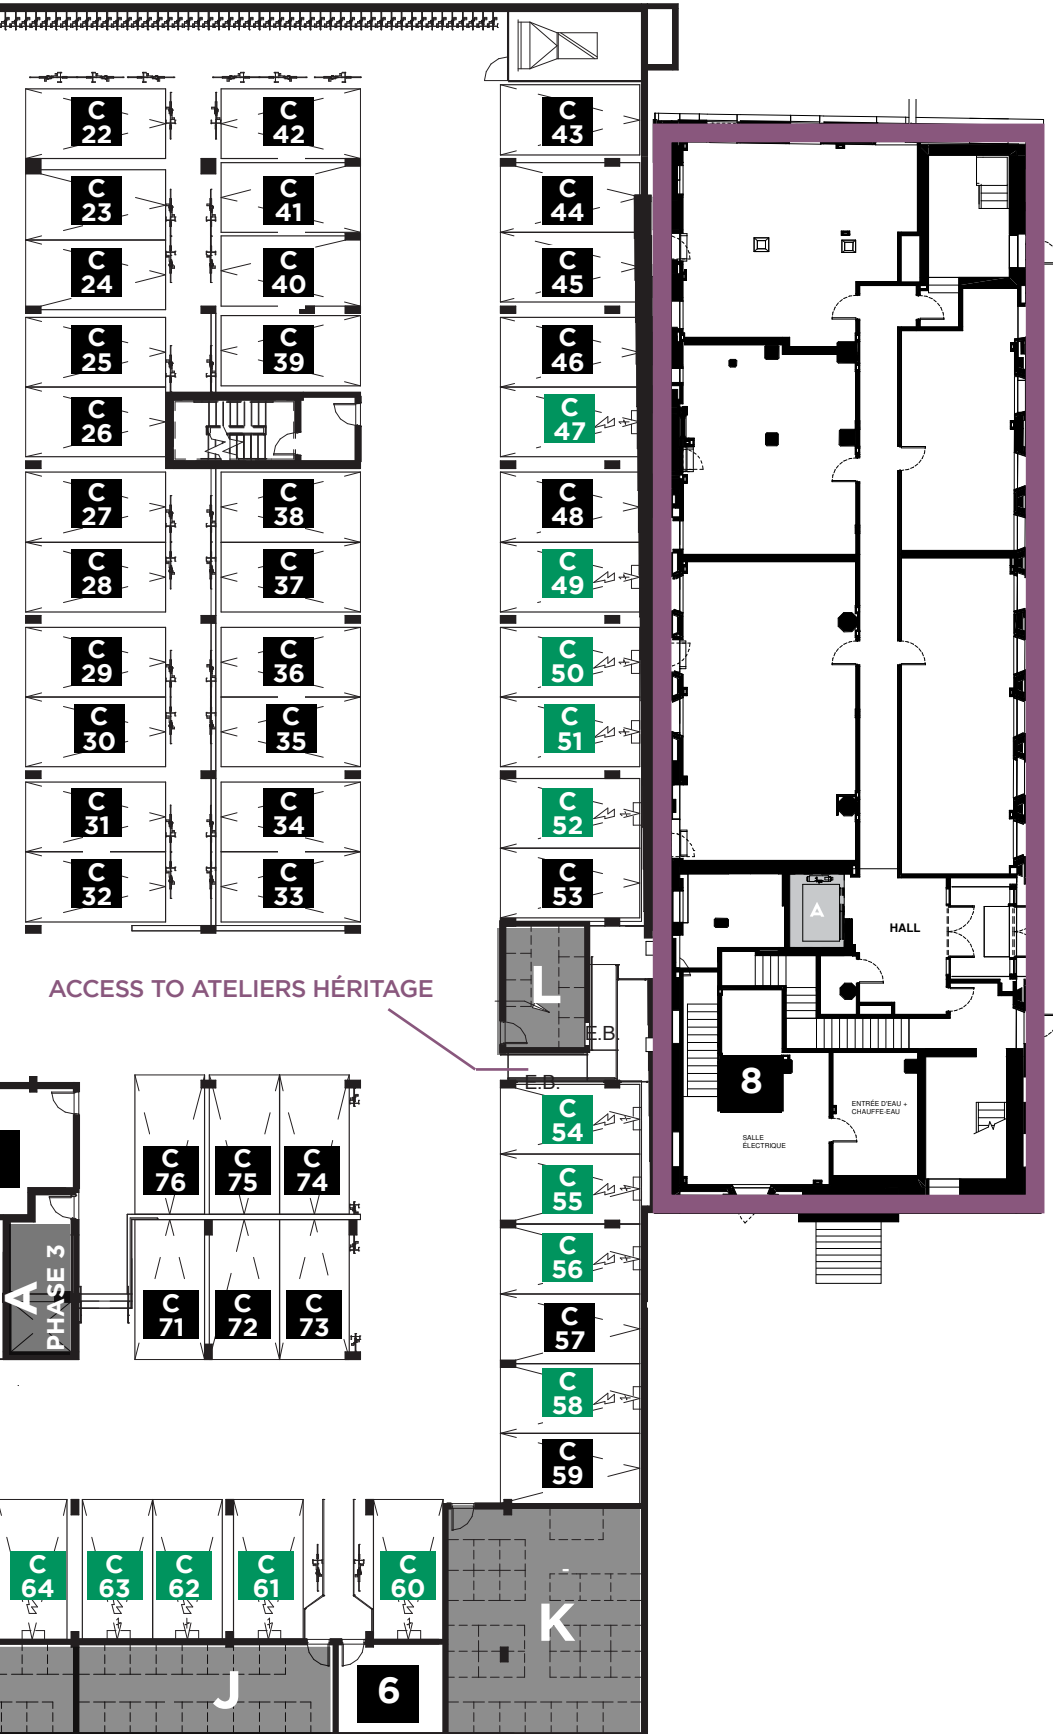 C
22
C
42
C
43
C
23
C
41
C
44
C
24
C
40
C
45
C
25
C
39
C
46
C
26
C
47
C
27
C
38
C
48
C
28
C
37
C
49
C
29
C
36
C
50
C
30
C
35
C
51
C
31
C
34
C
52
C
32
C
33
C
53
A
HALL
ACCESS TO ATELIERS HÉRITAGE
L
E.B.
E.B.
8
ENTRÉE D'EAU +
CHAUFFE-EAU
SALLE
ÉLECTRIQUE
C
54
C
76
C
75
C
74
C
55
A
PHASE 3
C
56
C
71
C
72
C
73
C
57
C
58
C
59
C
64
C
63
C
62
C
61
C
60
K
J
6